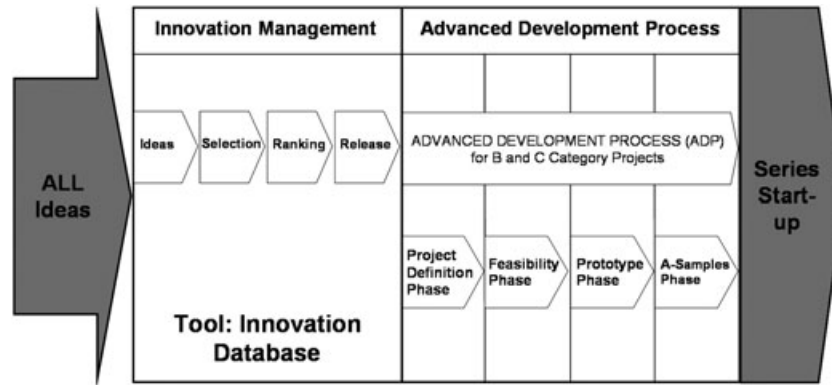 Innovation Management
Advanced Development Process
ALL
Ideas
Ideas
Selection
Ranking
Release
ADVANCED DEVELOPMENT PROCESS (ADP)
for B and C Category Projects
Project
Definition
Phase
Feasibility
Phase
Prototype
Phase
A-Samples
Phase
Tool: Innovation
Database
Series
Start-
up